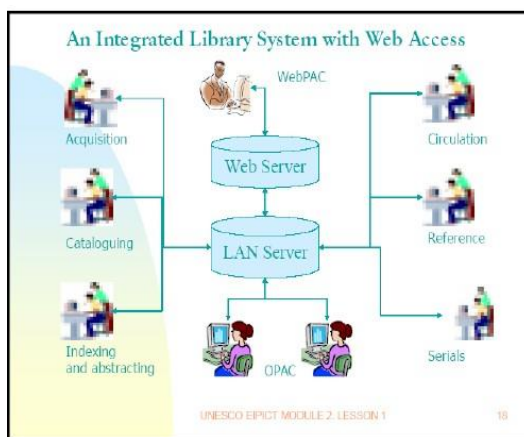 An Integrated Library System with Web Access
WebPAC
Acquisition
Circulation
Web Server
Cataloguing
Reference
LAN Server
Indexing
and abstracting
OPAC
Serials
UNESCO EIPICT MODULE 2. LESSON 1
18